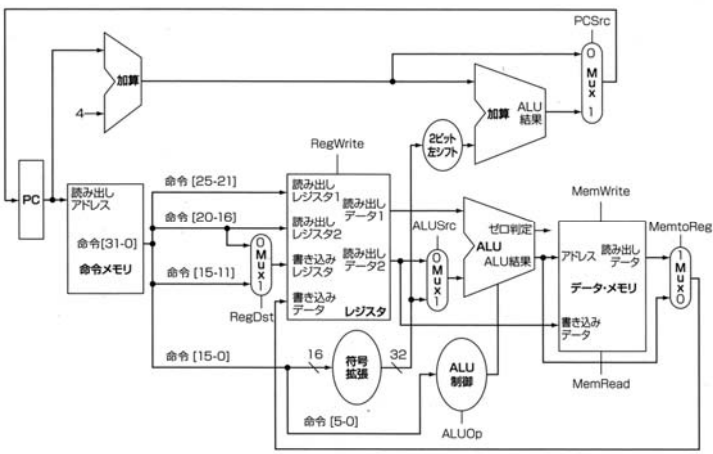 PCSrc
加算
4
0
Mux
1
加算
ALU
結果
2ビット
左シフト
RegWrite
PC
読み出し
アドレス
命令[31-0]
命令メモリ
命令 [25-21]
命令 [20-16]
命令 [15-11]
0
Mux
1
RegDst
読み出し
レジスタ1
読み出し
レジスタ2
書き込み
レジスタ
書き込み
データ
読み出し
データ1
読み出し
データ2
レジスタ
ALUSrc
0
Mux
1
ゼロ判定
ALU
ALU結果
MemWrite
アドレス
読み出し
データ
データ・メモリ
書き込み
データ
MemRead
MemtoReg
1
Mux
0
命令 [15-0]
16
符号
拡張
32
ALU
制御
命令 [5-0]
ALUOp